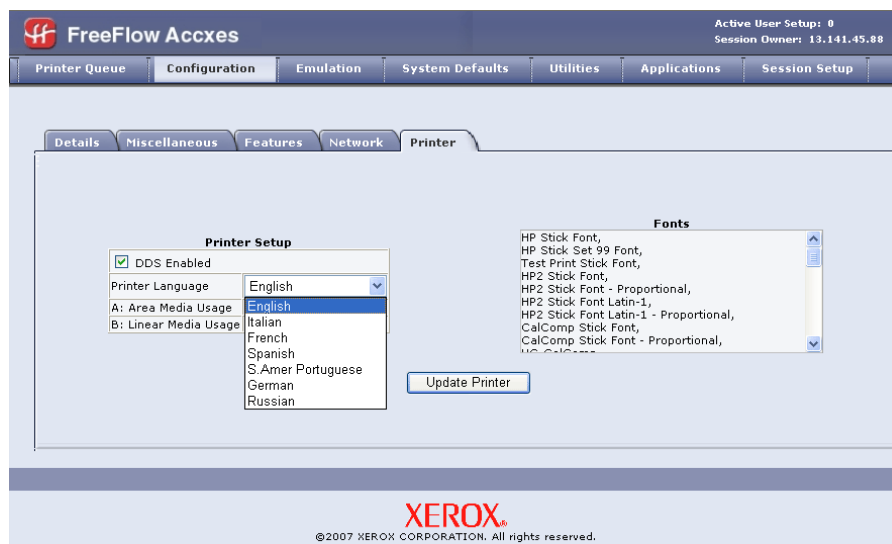 FreeFlow Accxes
Active User Setup: 0
Session Owner: 13.141.45.88
Printer Queue Configuration Emulation System Defaults Utilities Applications Session Setup
Details Miscellaneous Features Network Printer
Printer Setup
DDS Enabled
Printer Language English
A: Area Media Usage
B: Linear Media Usage
English
Italian
French
Spanish
S.Amer Portuguese
German
Russian
Fonts
HP Stick Font,
HP Stick Set 99 Font,
Test Print Stick Font,
HP2 Stick Font,
HP2 Stick Font - Proportional,
HP2 Stick Font Latin-1,
HP2 Stick Font Latin-1 - Proportional,
CalComp Stick Font,
CalComp Stick Font - Proportional,
Update Printer
XEROX®
©2007 XEROX CORPORATION. All rights reserved.